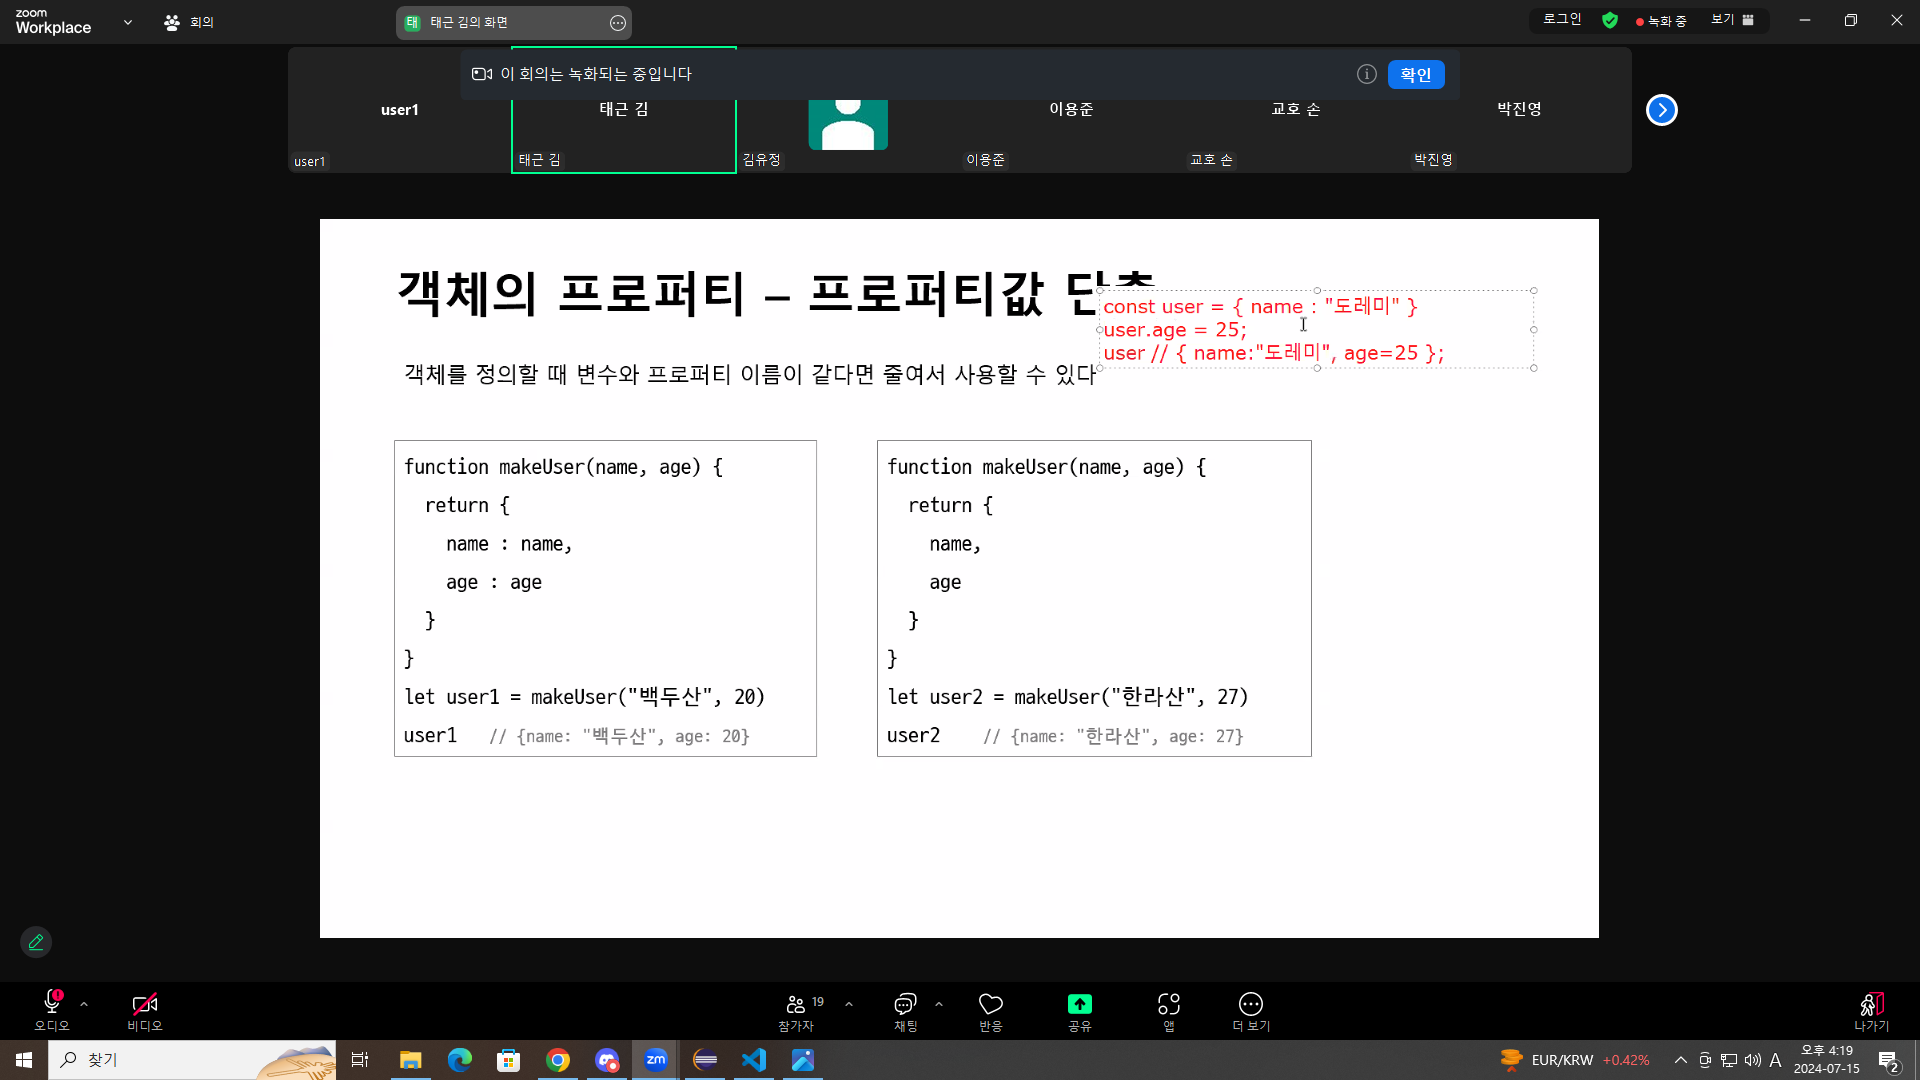 zoom
Workplace
회의
태 태근 김의 화면
로그인
녹화 중
보기
이 회의는 녹화되는 중입니다
확인
user1
태근 김
이용준
교호 손
박진영
user1
태근 김
김유정
이용준
교호 손
박진영
객체의 프로퍼티 – 프로퍼티값 단축
const user = { name : "도레미" }
user.age = 25;
user // { name:"도레미", age=25 };
객체를 정의할 때 변수와 프로퍼티 이름이 같다면 줄여서 사용할 수 있다
function makeUser(name, age) {
return {
name : name,
age : age
}
}
let user1 = makeUser("백두산", 20)
user1 // {name: "백두산", age: 20}
function makeUser(name, age) {
return {
name,
age
}
}
let user2 = makeUser("한라산", 27)
user2 // {name: "한라산", age: 27}
오디오
비디오
19
참가자
채팅
반응
공유
앱
더 보기
나가기
찾기
zm
EUR/KRW +0.42%
A
오후 4:19
2024-07-15
2